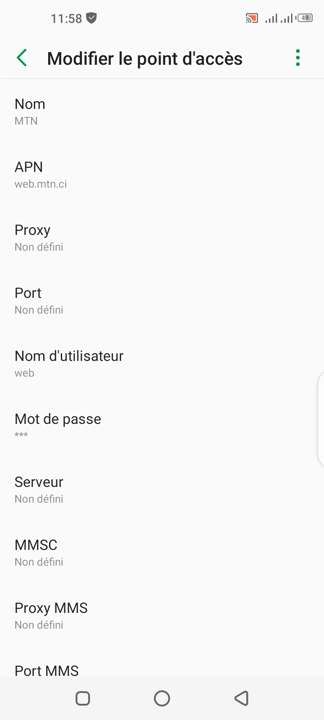 11:58
49
Modifier le point d'accès
Nom
MTN
APN
web.mtn.ci
Proxy
Non défini
Port
Non défini
Nom d'utilisateur
web
Mot de passe
***
Serveur
Non défini
MMSC
Non défini
Proxy MMS
Non défini
Port MMS